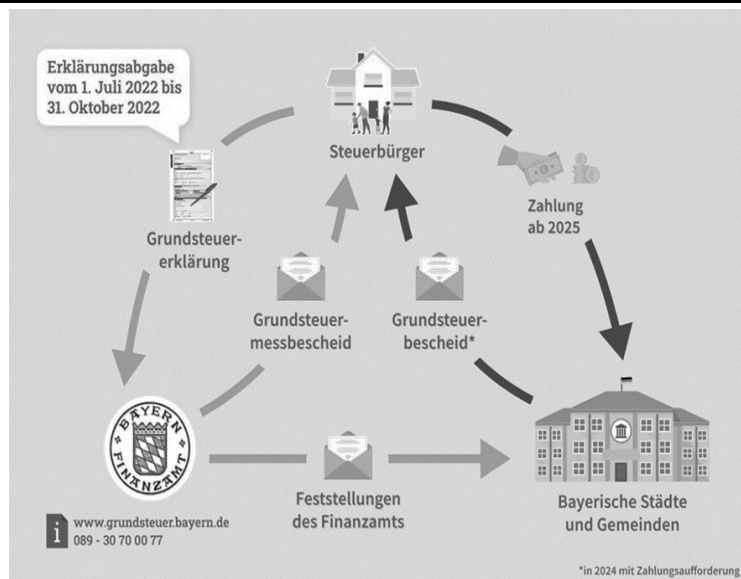 Erklärungsabgabe
vom 1. Juli 2022 bis
31. Oktober 2022
Steuerbürger
Grundsteuer-
erklärung
Zahlung
ab 2025
Grundsteuer-
messbescheid
Grundsteuer-
bescheid*
BAYERN
FINANZAMT
Feststellungen
des Finanzamts
Bayerische Städte
und Gemeinden
i
www.grundsteuer.bayern.de
089 - 30 70 00 77
*in 2024 mit Zahlungsaufforderung